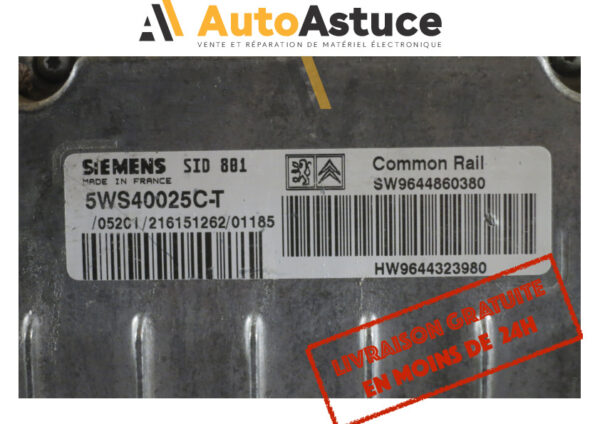 AutoAstuce
VENTE ET RÉPARATION DE MATÉRIEL ÉLECTRONIQUE
SIEMENS SID 801
MADE IN FRANCE
5WS40025C-T
/05201/216151262/01185
Common Rail
SW9644860380
HW9644323980
LIVRAISON GRATUITE
EN MOINS DE 24H